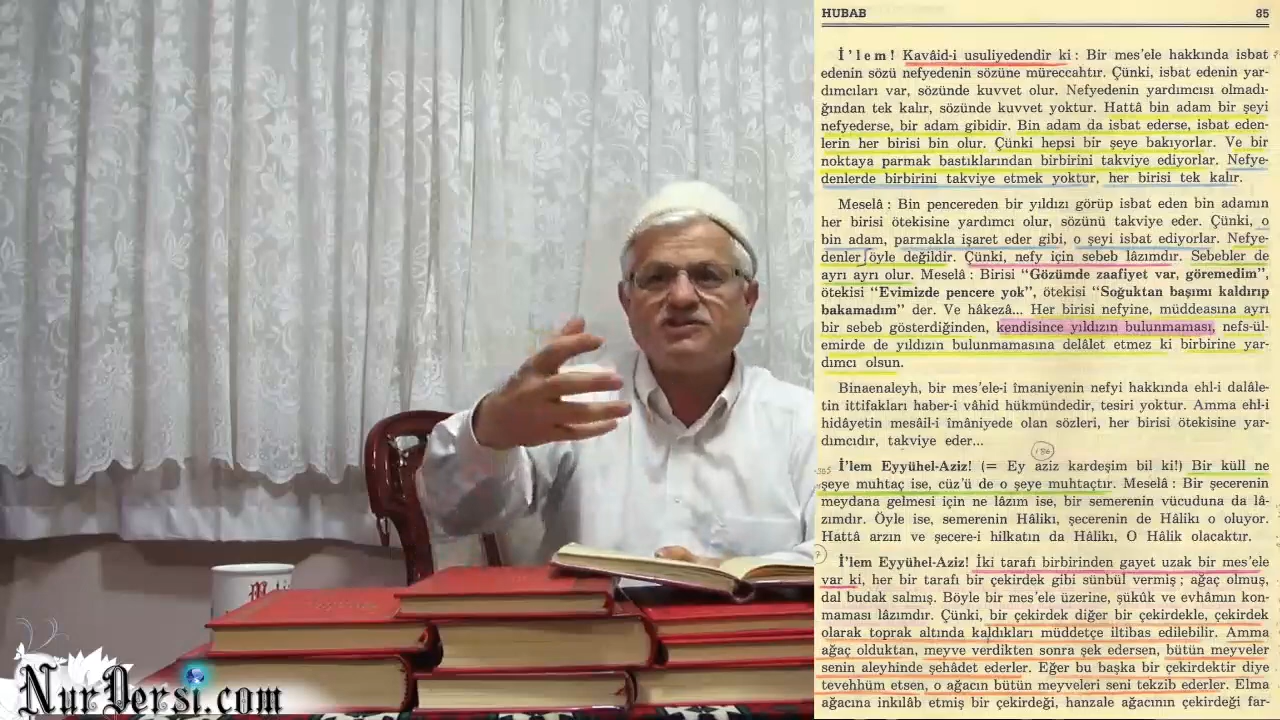 HUBAB 85
İ'lem! Kavâid-i usuliyedendir ki : Bir mes'ele hakkında isbat
edenin sözü nefyedenin sözüne müreccahtır. Çünki, isbat edenin yar-
dımcıları var, sözünde kuvvet olur. Nefyedenin yardımcısı olmadı-
ğından tek kalır, sözünde kuvvet yoktur. Hattâ bin adam bir şeyi
nefyederse, bir adam gibidir. Bin adam da isbat ederse, isbat eden-
lerin her birisi bin olur. Çünki hepsi bir şeye bakıyorlar. Ve bir
noktaya parmak bastıklarından birbirini takviye ediyorlar. Nefye-
denlerde birbirini takviye etmek yoktur, her birisi tek kalır.
Meselâ : Bin pencereden bir yıldızı görüp isbat eden bin adamın
her birisi ötekisine yardımcı olur, sözünü takviye eder. Çünki, o
bin adam, parmakla işaret eder gibi, o şeyi isbat ediyorlar. Nefye-
denler öyle değildir. Çünki, nefy için sebeb lâzımdır. Sebebler de
ayrı ayrı olur. Meselâ : Birisi "Gözümde zaafiyet var, göremedim",
ötekisi "Evimizde pencere yok", ötekisi "Soğuktan başımı kaldırıp
bakamadım" der. Ve hâkezâ... Her birisi nefyine, müddeasına ayrı
bir sebeb gösterdiğinden, kendisince yıldızın bulunmaması, nefs-ül-
emirde de yıldızın bulunmasına delâlet etmez ki birbirine yar-
dımcı olsun.
Binaenaleyh, bir mes'ele-i îmaniyenin nefyi hakkında ehl-i dalâle-
tin ittifakları haber-i vâhid hükmündedir, tesiri yoktur. Amma ehl-i
hidâyetin mesâil-i îmâniyede olan sözleri, her birisi ötekisine yar-
dımcıdır, takviye eder...
İ'lem Eyyühel-Aziz! (= Ey aziz kardeşim bil ki!) Bir küll ne
şeye muhtaç ise, cüz'ü de o şeye muhtaçtır. Meselâ : Bir şecerenin
meydana gelmesi için ne lâzım ise, bir semerenin vücuduna da lâ-
zımdır. Öyle ise, semerenin Hâlikı, şecerenin de Hâlikı o oluyor.
Hattâ arzın ve şecere-i hilkatın da Hâlikı, O Hâlik olacaktır.
İ'lem Eyyühel-Aziz! İki tarafı birbirinden gayet uzak bir mes'ele
var ki, her bir tarafı bir çekirdek gibi sünbül vermiş ; ağaç olmuş,
dal budak salmış. Böyle bir mes'ele üzerine, şükûk ve evhâmın kon-
maması lâzımdır. Çünki, bir çekirdek diğer bir çekirdekle, çekirdek
olarak toprak altında kaldıkları müddetçe iltibas edilebilir. Amma
ağaç olduktan, meyve verdikten sonra şek edersen, bütün meyveler
senin aleyhinde şehâdet ederler. Eğer bu başka bir çekirdektir diye
tevehhüm etsen, o ağacın bütün meyveleri seni tekzib ederler. Elma
ağacına inkılâb etmiş bir çekirdeği, hanzale ağacının çekirdeği far-
NurDersi.com